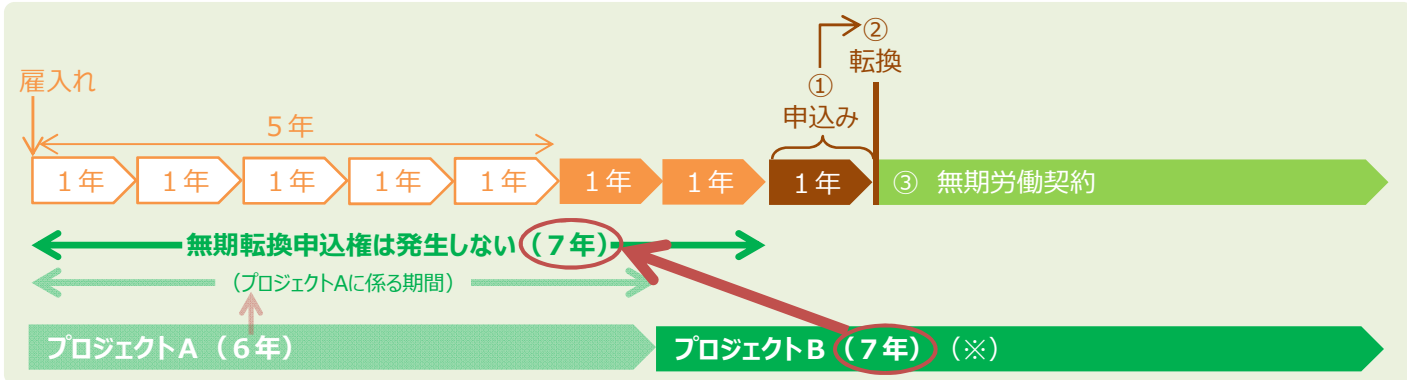 ②
転換
雇入れ
①
申込み
５年
１年 １年 １年 １年 １年 １年 １年 １年 ③ 無期労働契約
無期転換申込権は発生しない（７年）
（プロジェクトAに係る期間）
プロジェクトA（６年） プロジェクトB（７年）（※）